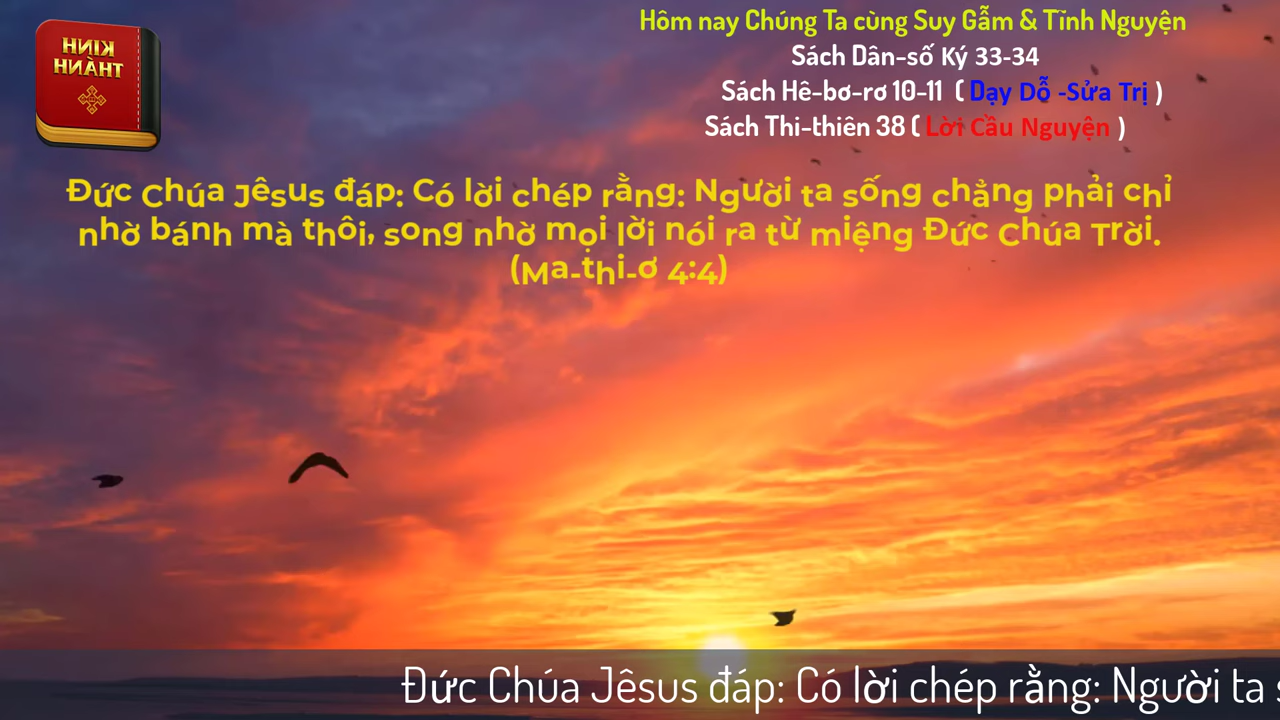 KINH
THÀNH
Hôm nay Chúng Ta cùng Suy Gẫm & Tĩnh Nguyện
Sách Dân-số Ký 33-34
Sách Hê-bơ-rơ 10-11 ( Dạy Dỗ -Sửa Trị )
Sách Thi-thiên 38 ( Lời Cầu Nguyện )
Đức Chúa Jêsus đáp: Có lời chép rằng: Người ta sống chẳng phải chỉ
nhờ bánh mà thôi, song nhờ mọi lời nói ra từ miệng Đức Chúa Trời.
(Ma-thi-ơ 4:4)
Đức Chúa Jêsus đáp: Có lời chép rằng: Người ta